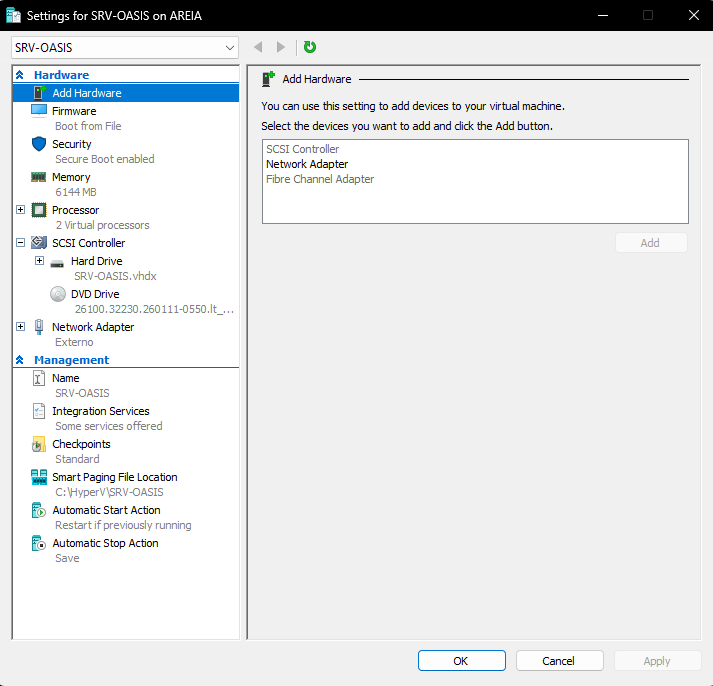 Settings for SRV-OASIS on AREIA
SRV-OASIS
Hardware
Add Hardware
Firmware
Boot from File
Security
Secure Boot enabled
Memory
6144 MB
Processor
2 Virtual processors
SCSI Controller
Hard Drive
SRV-OASIS.vhdx
DVD Drive
26100.32230.260111-0550.lt_...
Network Adapter
Externo
Management
Name
SRV-OASIS
Integration Services
Some services offered
Checkpoints
Standard
Smart Paging File Location
C:\HyperV\SRV-OASIS
Automatic Start Action
Restart if previously running
Automatic Stop Action
Save
Add Hardware
You can use this setting to add devices to your virtual machine.
Select the devices you want to add and click the Add button.
SCSI Controller
Network Adapter
Fibre Channel Adapter
Add
OK
Cancel
Apply